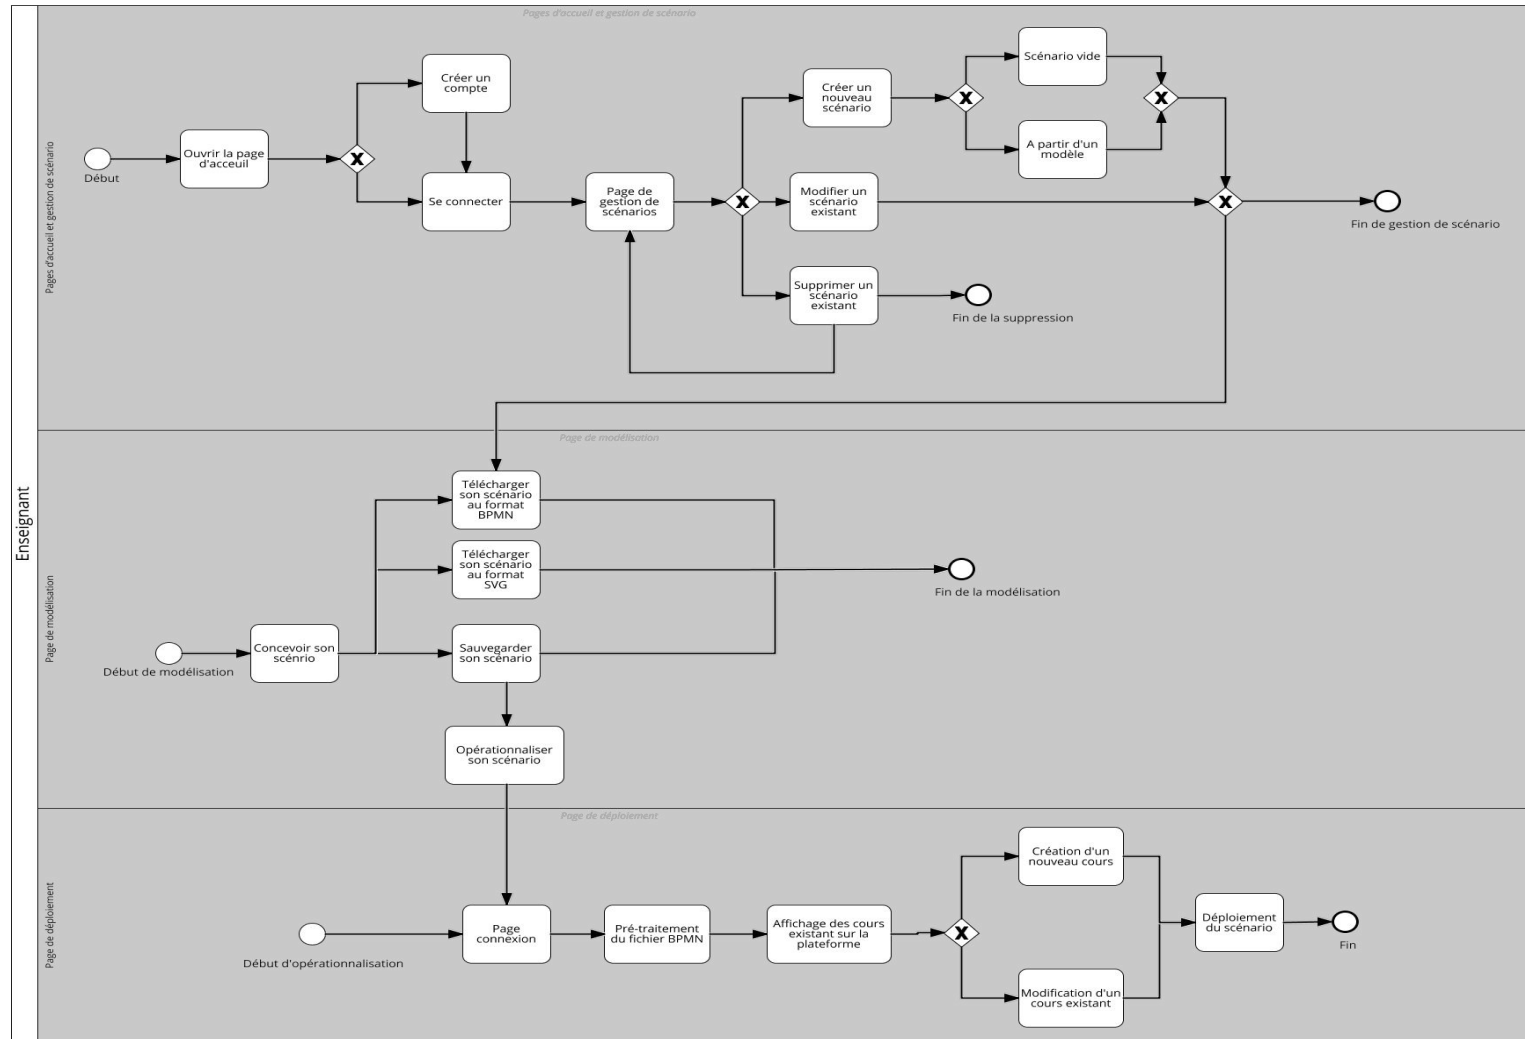 Enseignant
Pages d'accueil et gestion de scénario
Pages d'accueil et gestion de scénario
Début
Ouvrir la page
d'acceuil
Créer un
compte
Se connecter
Page de
gestion de
scénarios
Créer un
nouveau
scénario
Scénario vide
A partir d'un
modèle
Modifier un
scénario
existant
Supprimer un
scénario
existant
Fin de la suppression
Fin de gestion de scénario
Page de modélisation
Page de modélisation
Début de modélisation
Concevoir son
scénrio
Télécharger
son scénario
au format
BPMN
Télécharger
son scénario
au format
SVG
Sauvegarder
son scénario
Fin de la modélisation
Opérationnaliser
son scénario
Page de déploiement
Page de déploiement
Début d'opérationnalisation
Page
connexion
Pré-traitement
du fichier BPMN
Affichage des cours
existant sur la
plateforme
Création d'un
nouveau cours
Modification d'un
cours existant
Déploiement
du scénario
Fin